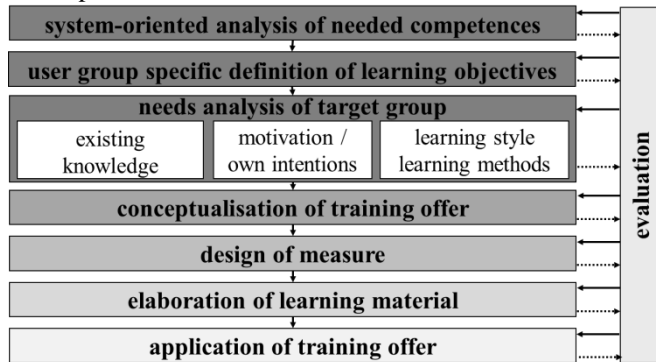 system-oriented analysis of needed competences
user group specific definition of learning objectives
needs analysis of target group
existing
knowledge
motivation /
own intentions
learning style
learning methods
conceptualisation of training offer
design of measure
elaboration of learning material
application of training offer
evaluation